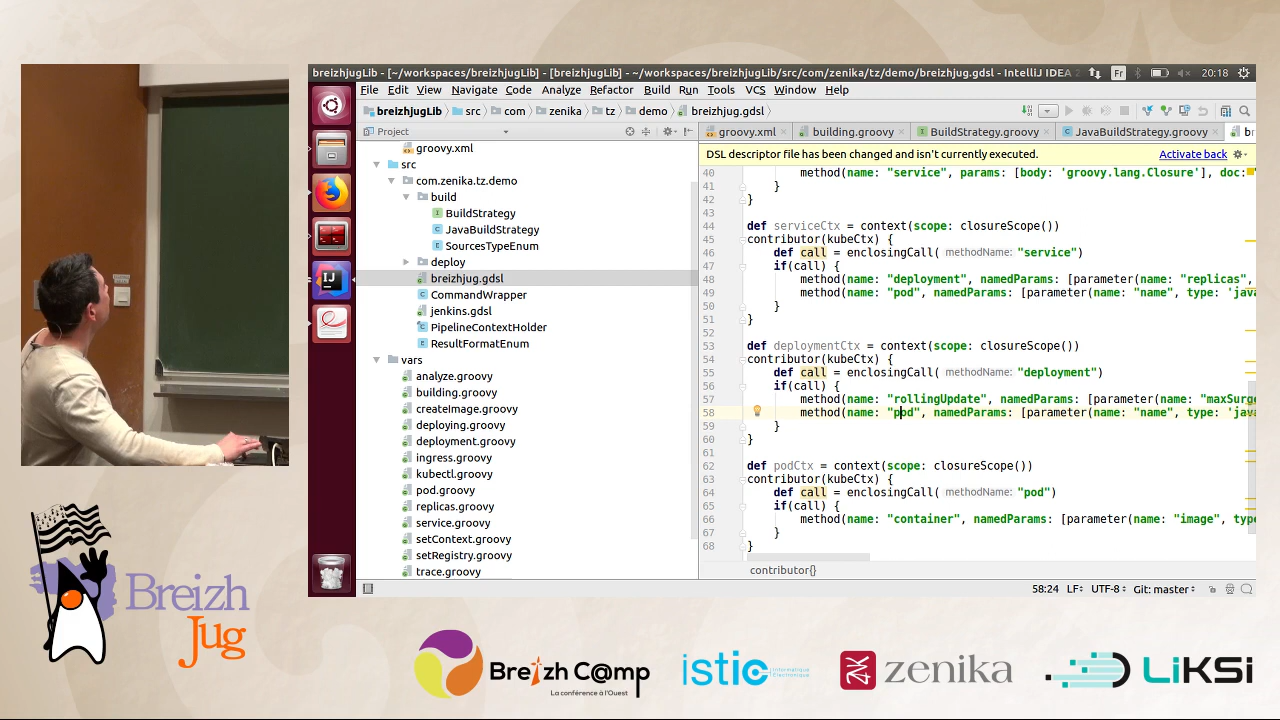 breizhjugLib - [~/workspaces/breizhjugLib] - [breizhjugLib] - ~/workspaces/breizhjugLib/src/com/zenika/tz/demo/breizhjug.gdsl - IntelliJ IDEA 2
Fr
20:18
File Edit View Navigate Code Analyze Refactor Build Run Tools VCS Window Help
breizhjugLib src com zenika tz demo breizhjug.gdsl
Project
groovy.xml building.groovy BuildStrategy.groovy JavaBuildStrategy.groovy br
groovy.xml
src
com.zenika.tz.demo
build
BuildStrategy
JavaBuildStrategy
SourcesTypeEnum
deploy
breizhjug.gdsl
CommandWrapper
jenkins.gdsl
PipelineContextHolder
ResultFormatEnum
vars
analyze.groovy
building.groovy
createImage.groovy
deploying.groovy
deployment.groovy
ingress.groovy
kubectl.groovy
pod.groovy
replicas.groovy
service.groovy
setContext.groovy
setRegistry.groovy
trace.groovy
DSL descriptor file has been changed and isn't currently executed. Activate back
40 method(name: "service", params: [body: 'groovy.lang.Closure'], doc:
41 }
42 }
43
44 def serviceCtx = context(scope: closureScope())
45 contributor(kubeCtx) {
46 def call = enclosingCall( methodName: "service")
47 if(call) {
48 method(name: "deployment", namedParams: [parameter(name: "replicas",
49 method(name: "pod", namedParams: [parameter(name: "name", type: 'java
50 }
51 }
52
53 def deploymentCtx = context(scope: closureScope())
54 contributor(kubeCtx) {
55 def call = enclosingCall( methodName: "deployment")
56 if(call) {
57 method(name: "rollingUpdate", namedParams: [parameter(name: "maxSurge
58 method(name: "pod", namedParams: [parameter(name: "name", type: 'java
59 }
60 }
61
62 def podCtx = context(scope: closureScope())
63 contributor(kubeCtx) {
64 def call = enclosingCall( methodName: "pod")
65 if(call) {
66 method(name: "container", namedParams: [parameter(name: "image", type
67 }
68 }
contributor{}
58:24 LF UTF-8 Git: master
Breizh
Jug
Breizh C@mp
La conférence à l'Ouest
istic Informatique
Electronique
ZK zenika
LiKSi